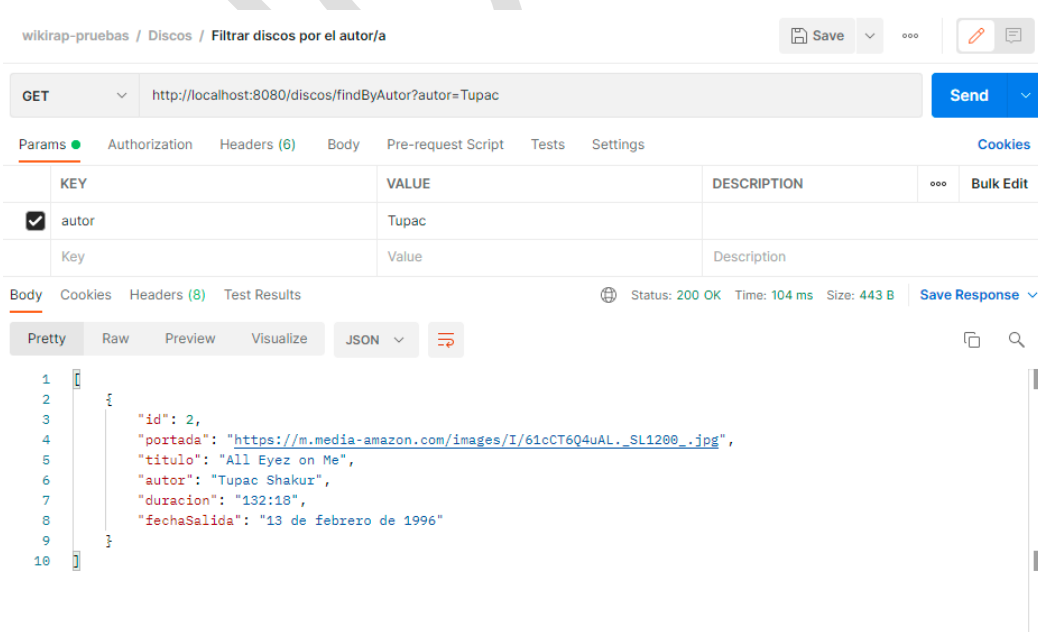 wikirap-pruebas / Discos / Filtrar discos por el autor/a Save
GET http://localhost:8080/discos/findByAutor?autor=Tupac Send
Params Authorization Headers (6) Body Pre-request Script Tests Settings Cookies
KEY VALUE DESCRIPTION Bulk Edit
autor Tupac
Key Value Description
Body Cookies Headers (8) Test Results Status: 200 OK Time: 104 ms Size: 443 B Save Response
Pretty Raw Preview Visualize JSON
1 [
2 {
3 "id": 2,
4 "portada": "https://m.media-amazon.com/images/I/61cCT6Q4uAL._SL1200_.jpg",
5 "titulo": "All Eyez on Me",
6 "autor": "Tupac Shakur",
7 "duracion": "132:18",
8 "fechaSalida": "13 de febrero de 1996"
9 }
10 ]